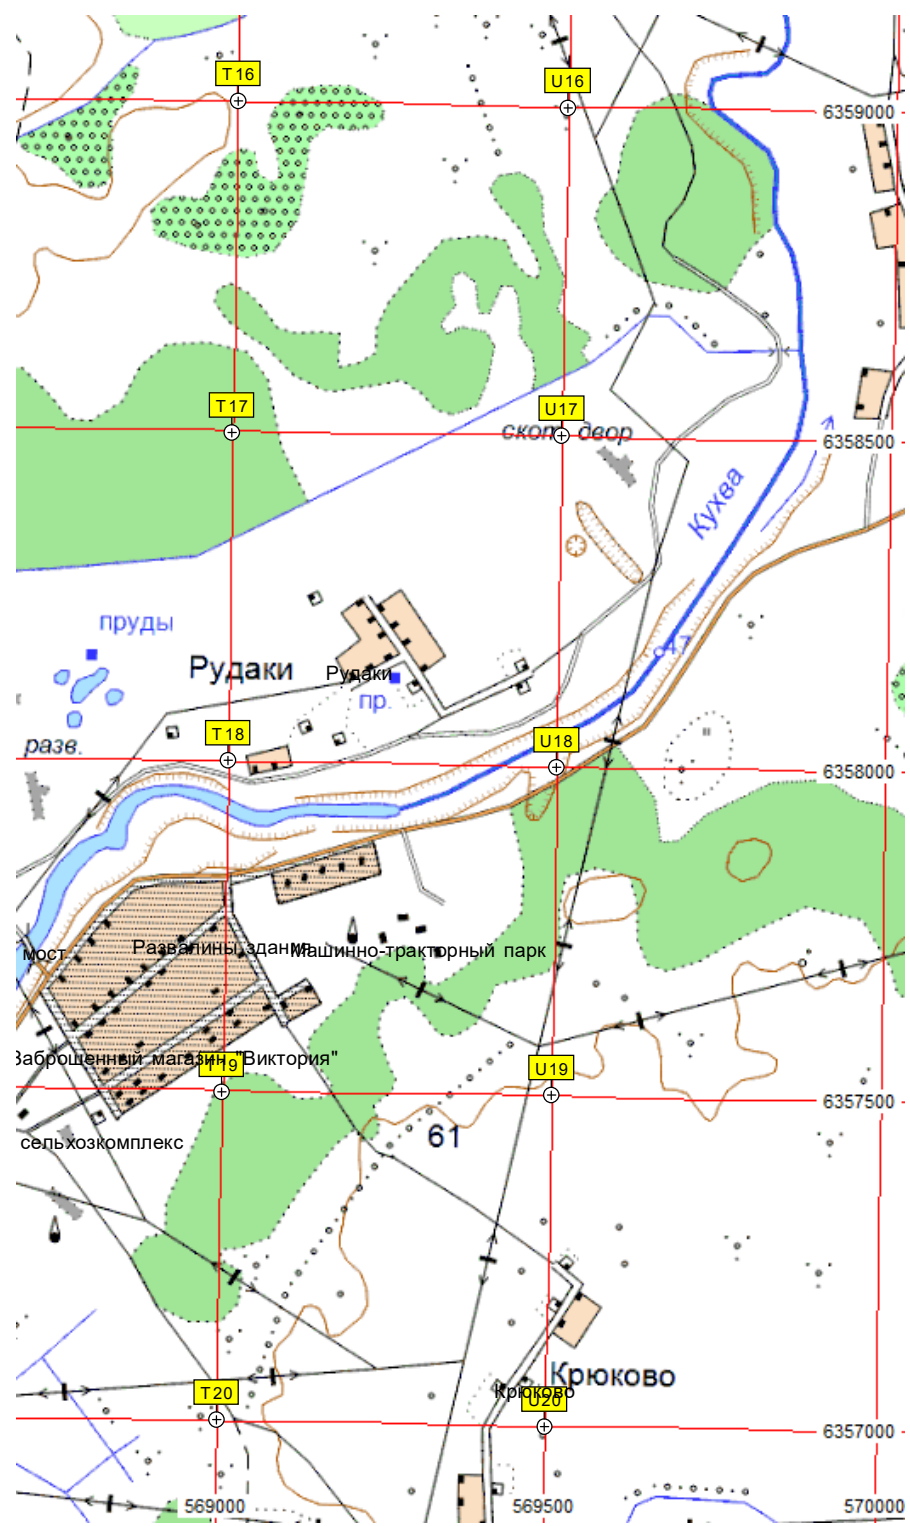 T16
U16
6359000
T17
U17
скот. двор
6358500
Кухва
пруды
Рудаки
Рудаки
47
пр.
T18
разв.
U18
6358000
Развалины здания
Машинно-тракторный парк
мост
Заброшенный магазин "Виктория"
T19
U19
6357500
61
сельхозкомплекс
Крюково
T20
Крюково
U20
6357000
569000
569500
570000